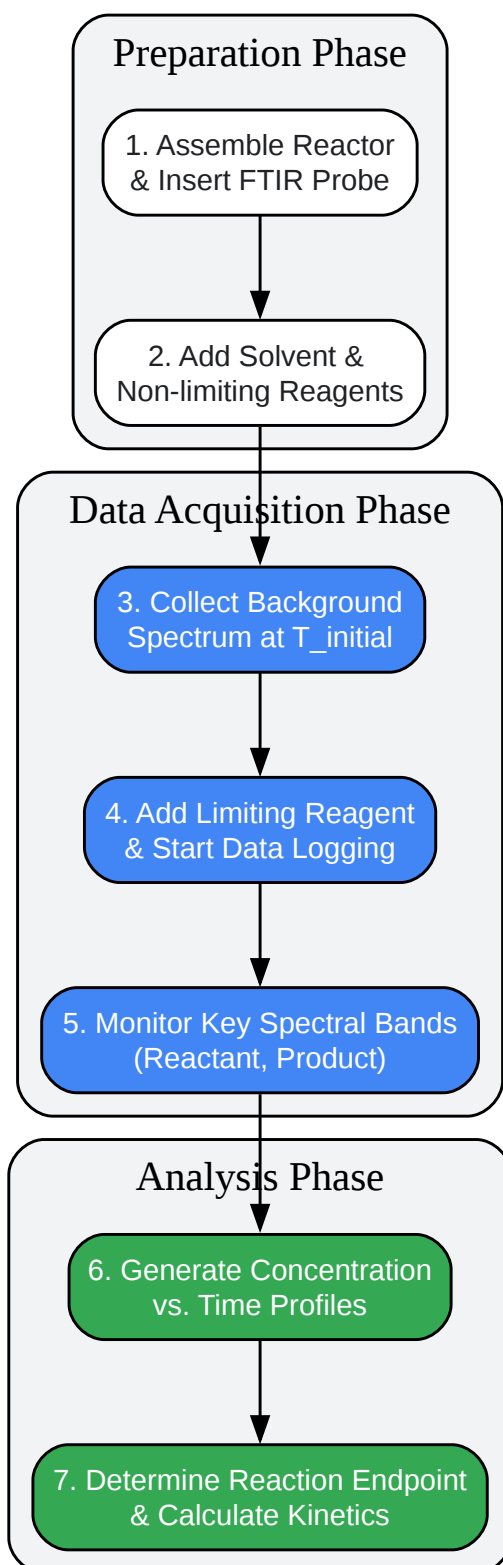 Preparation Phase
1. Assemble Reactor
& Insert FTIR Probe
2. Add Solvent &
Non-limiting Reagents
Data Acquisition Phase
3. Collect Background
Spectrum at T_initial
4. Add Limiting Reagent
& Start Data Logging
5. Monitor Key Spectral Bands
(Reactant, Product)
Analysis Phase
6. Generate Concentration
vs. Time Profiles
7. Determine Reaction Endpoint
& Calculate Kinetics